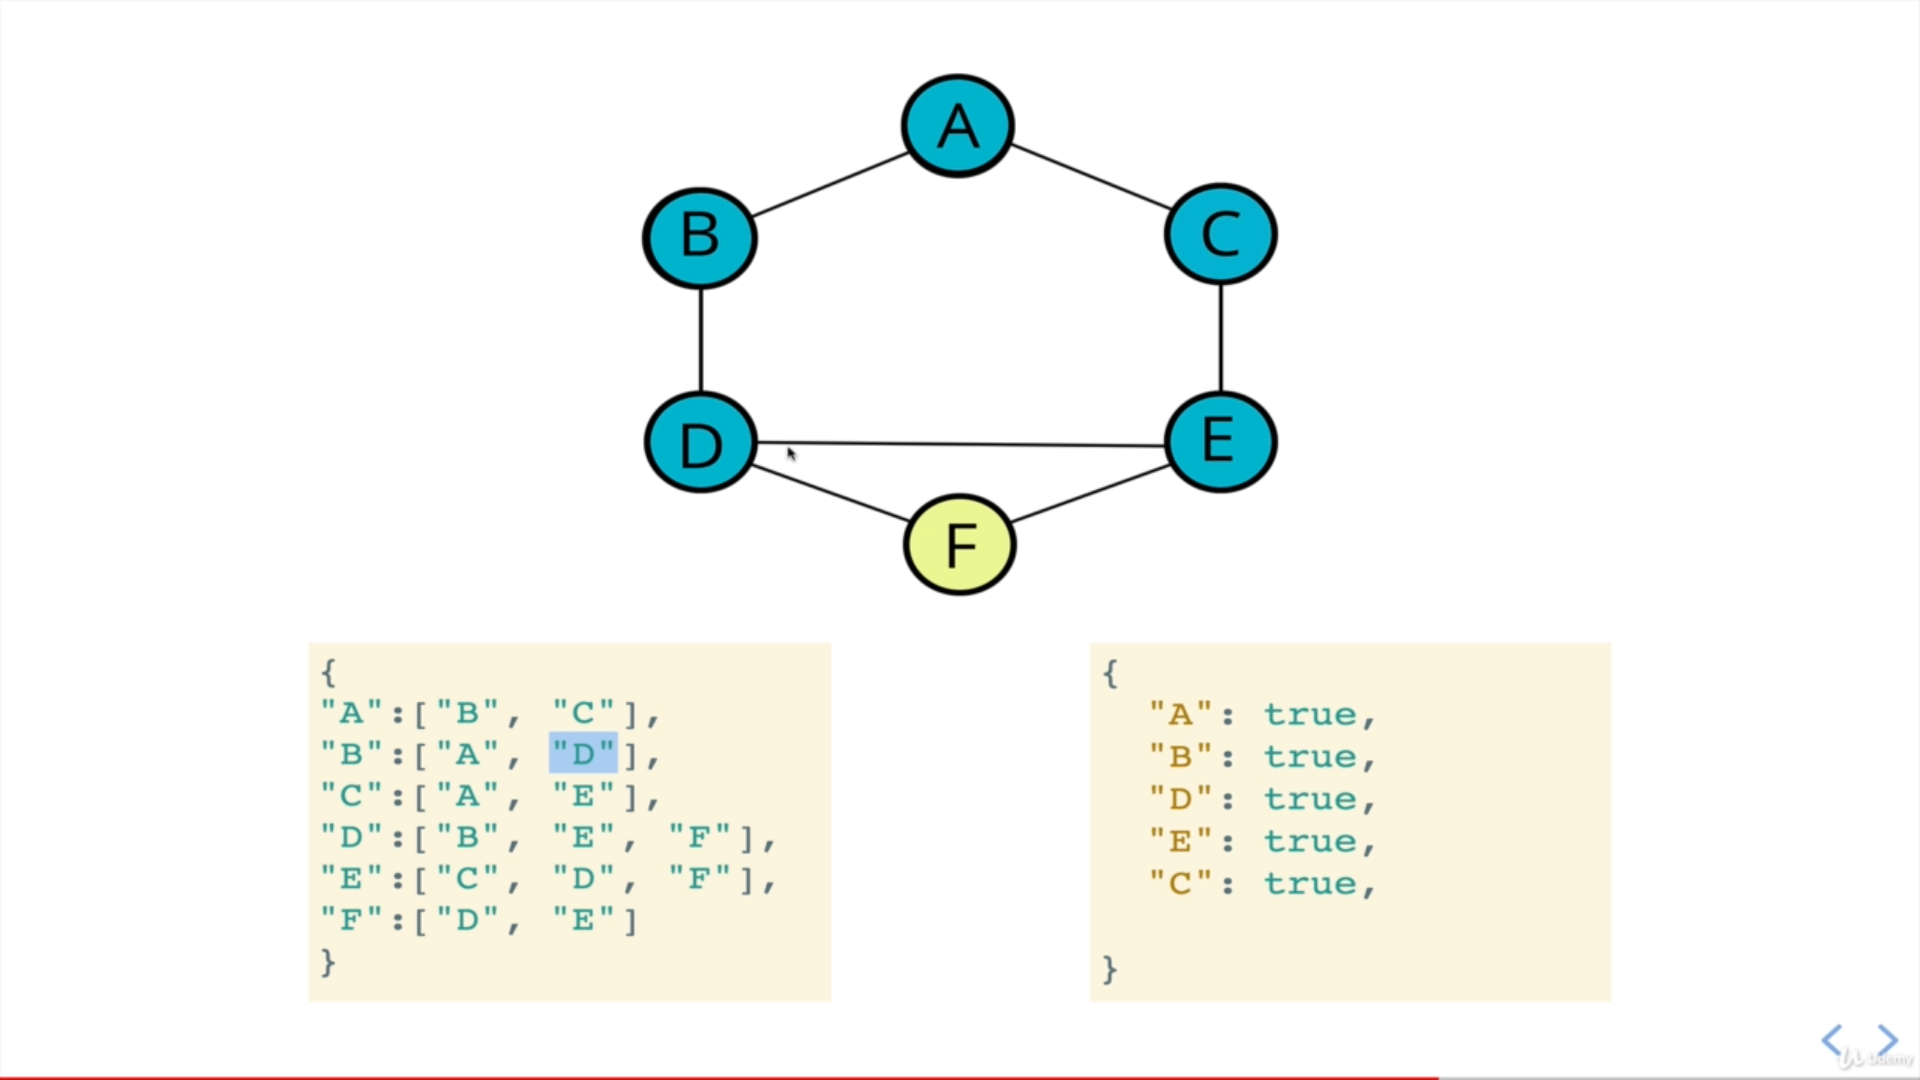 A
B
C
D
E
F
{
"A":["B", "C"],
"B":["A", "D"],
"C":["A", "E"],
"D":["B", "E", "F"],
"E":["C", "D", "F"],
"F":["D", "E"]
}
{
"A": true,
"B": true,
"D": true,
"E": true,
"C": true,
}
Udemy